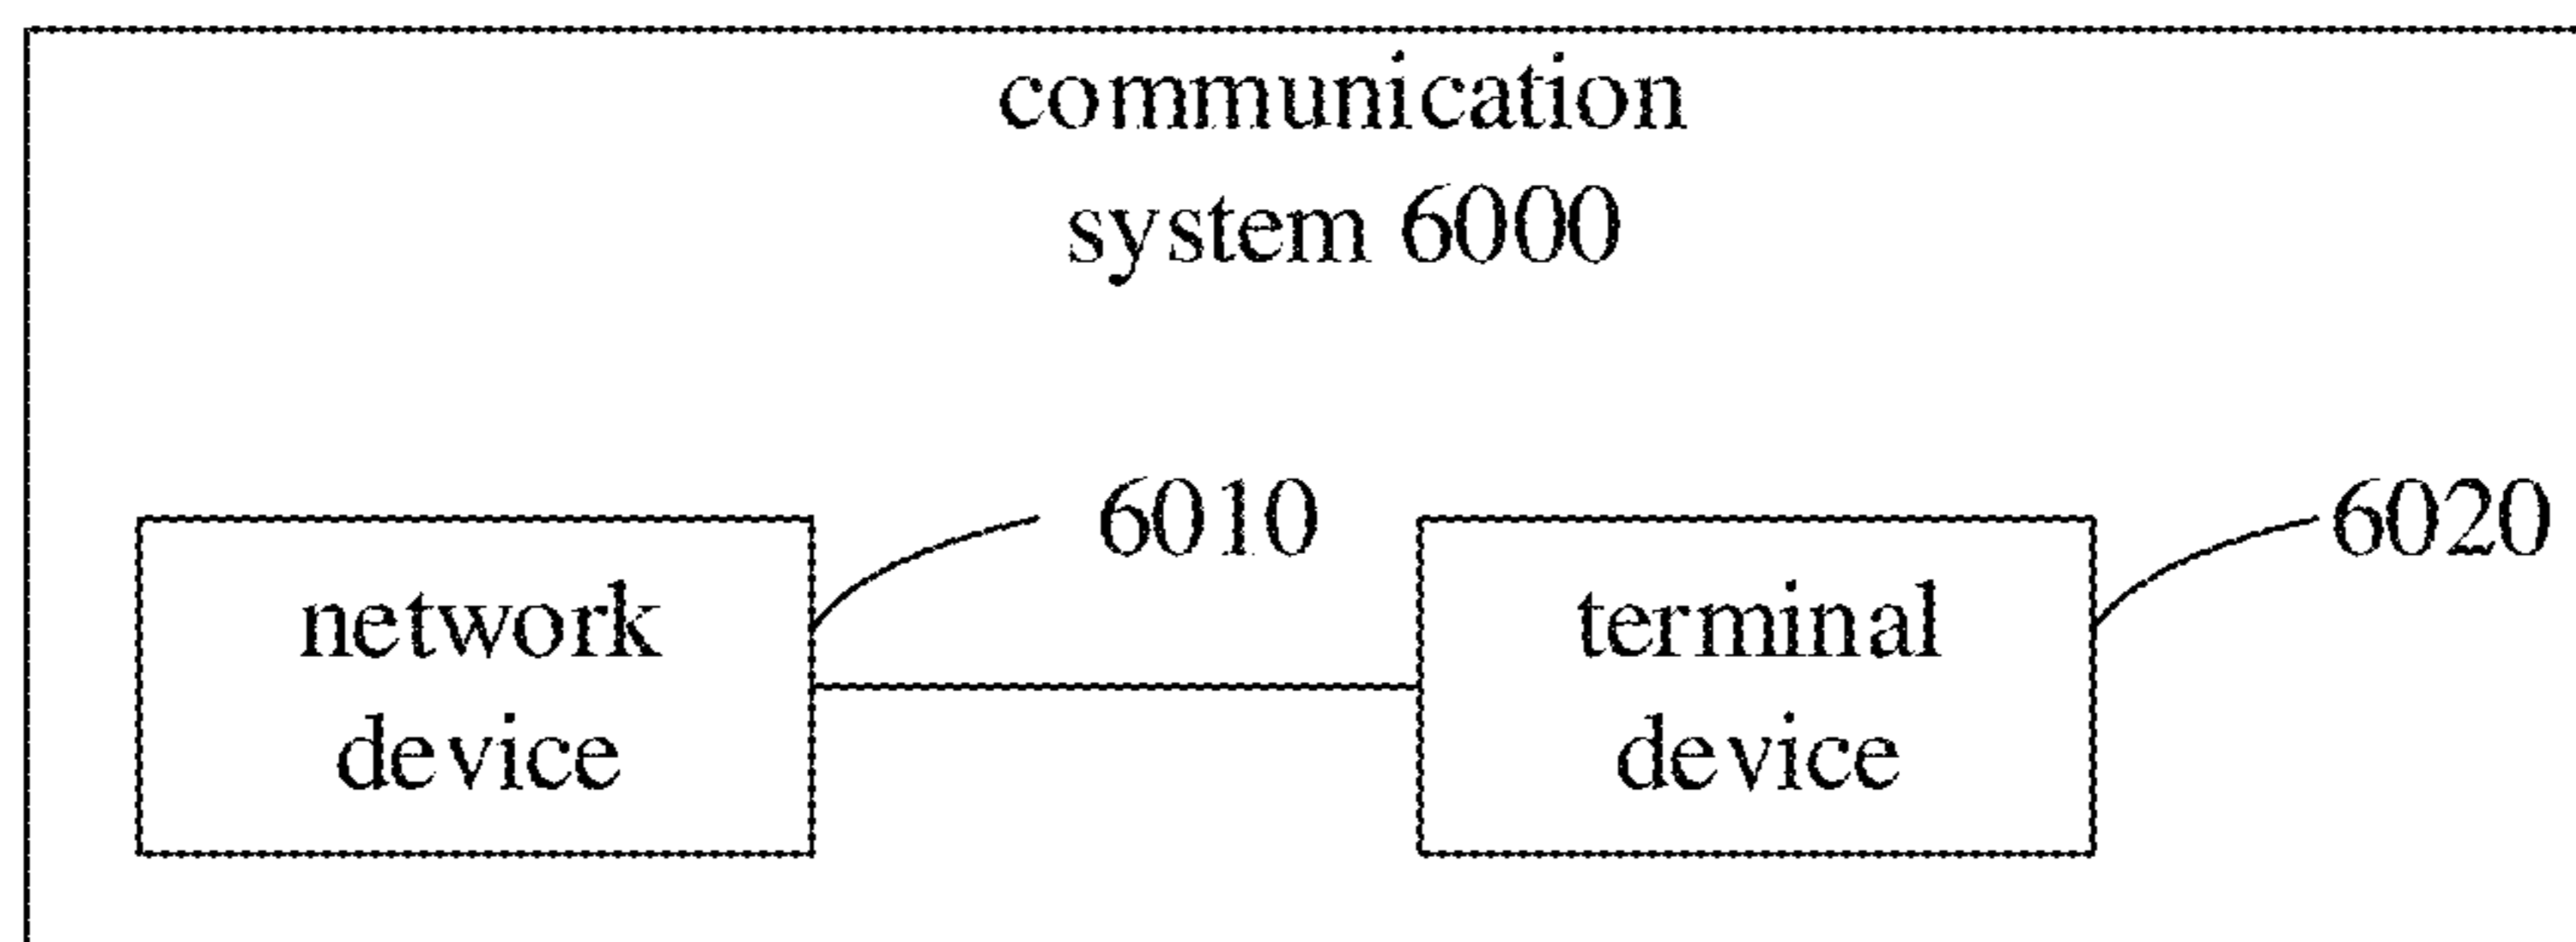 communication
system 6000
6010
6020
network
device
terminal
device